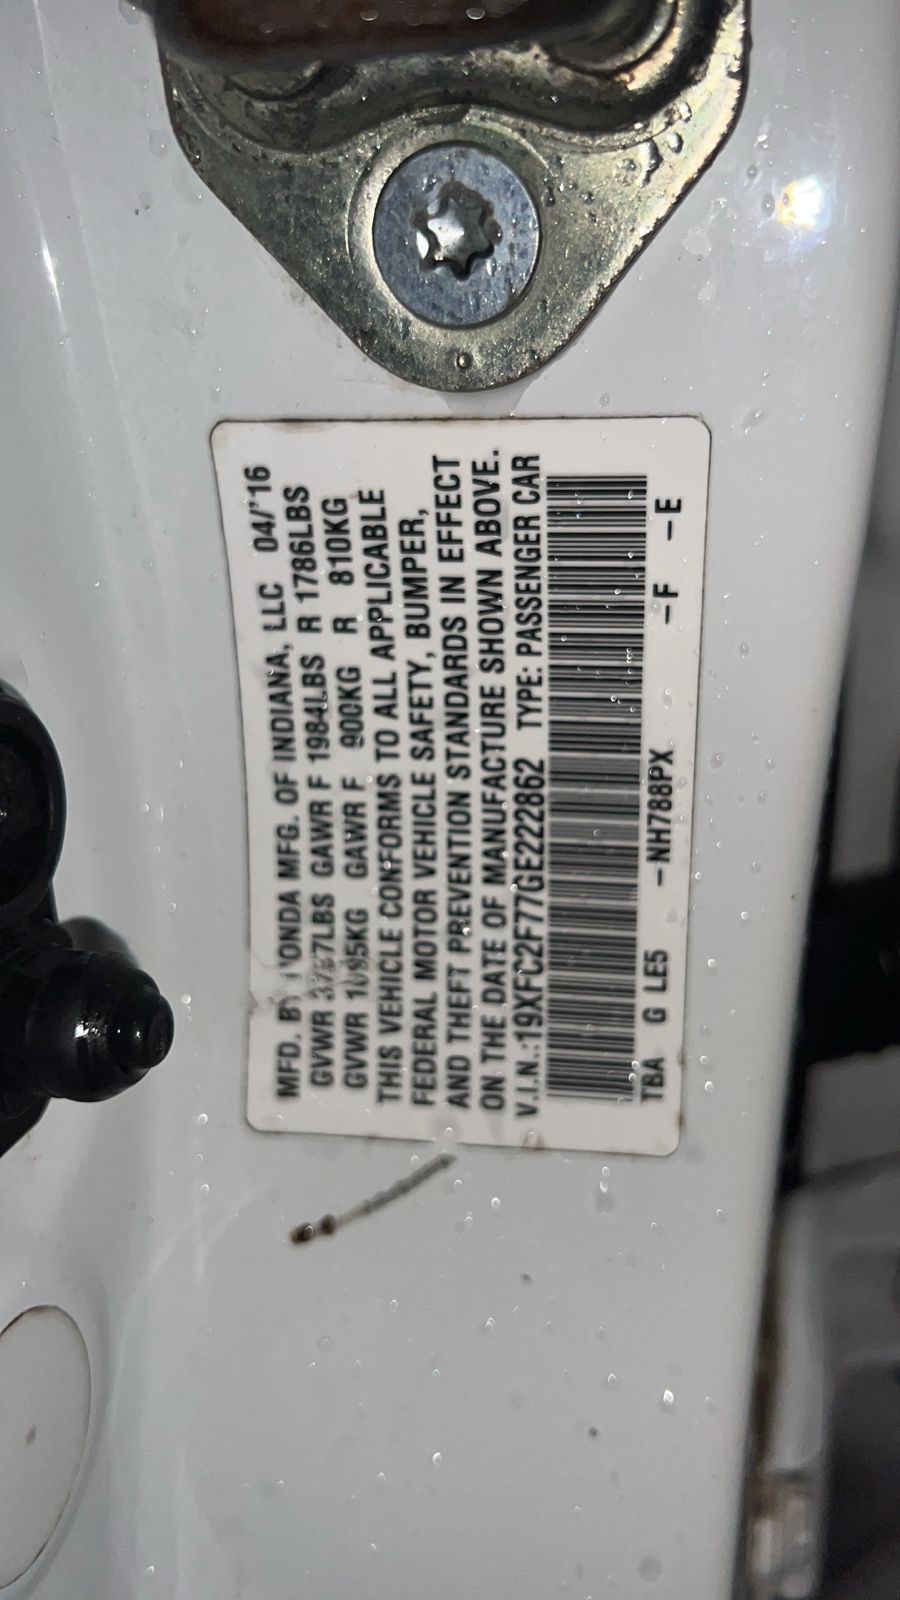 MFD. BY HONDA MFG. OF INDIANA, LLC 04/'16
GVWR LBS GAWR F 1984LBS R 1786LBS
GVWR KG GAWR F 900KG R 810KG
THIS VEHICLE CONFORMS TO ALL APPLICABLE
FEDERAL MOTOR VEHICLE SAFETY, BUMPER,
AND THEFT PREVENTION STANDARDS IN EFFECT
ON THE DATE OF MANUFACTURE SHOWN ABOVE.
V.I.N.:19XFC2F77GE222862 TYPE: PASSENGER CAR
TBA G LE5 -NH788PX -F -E